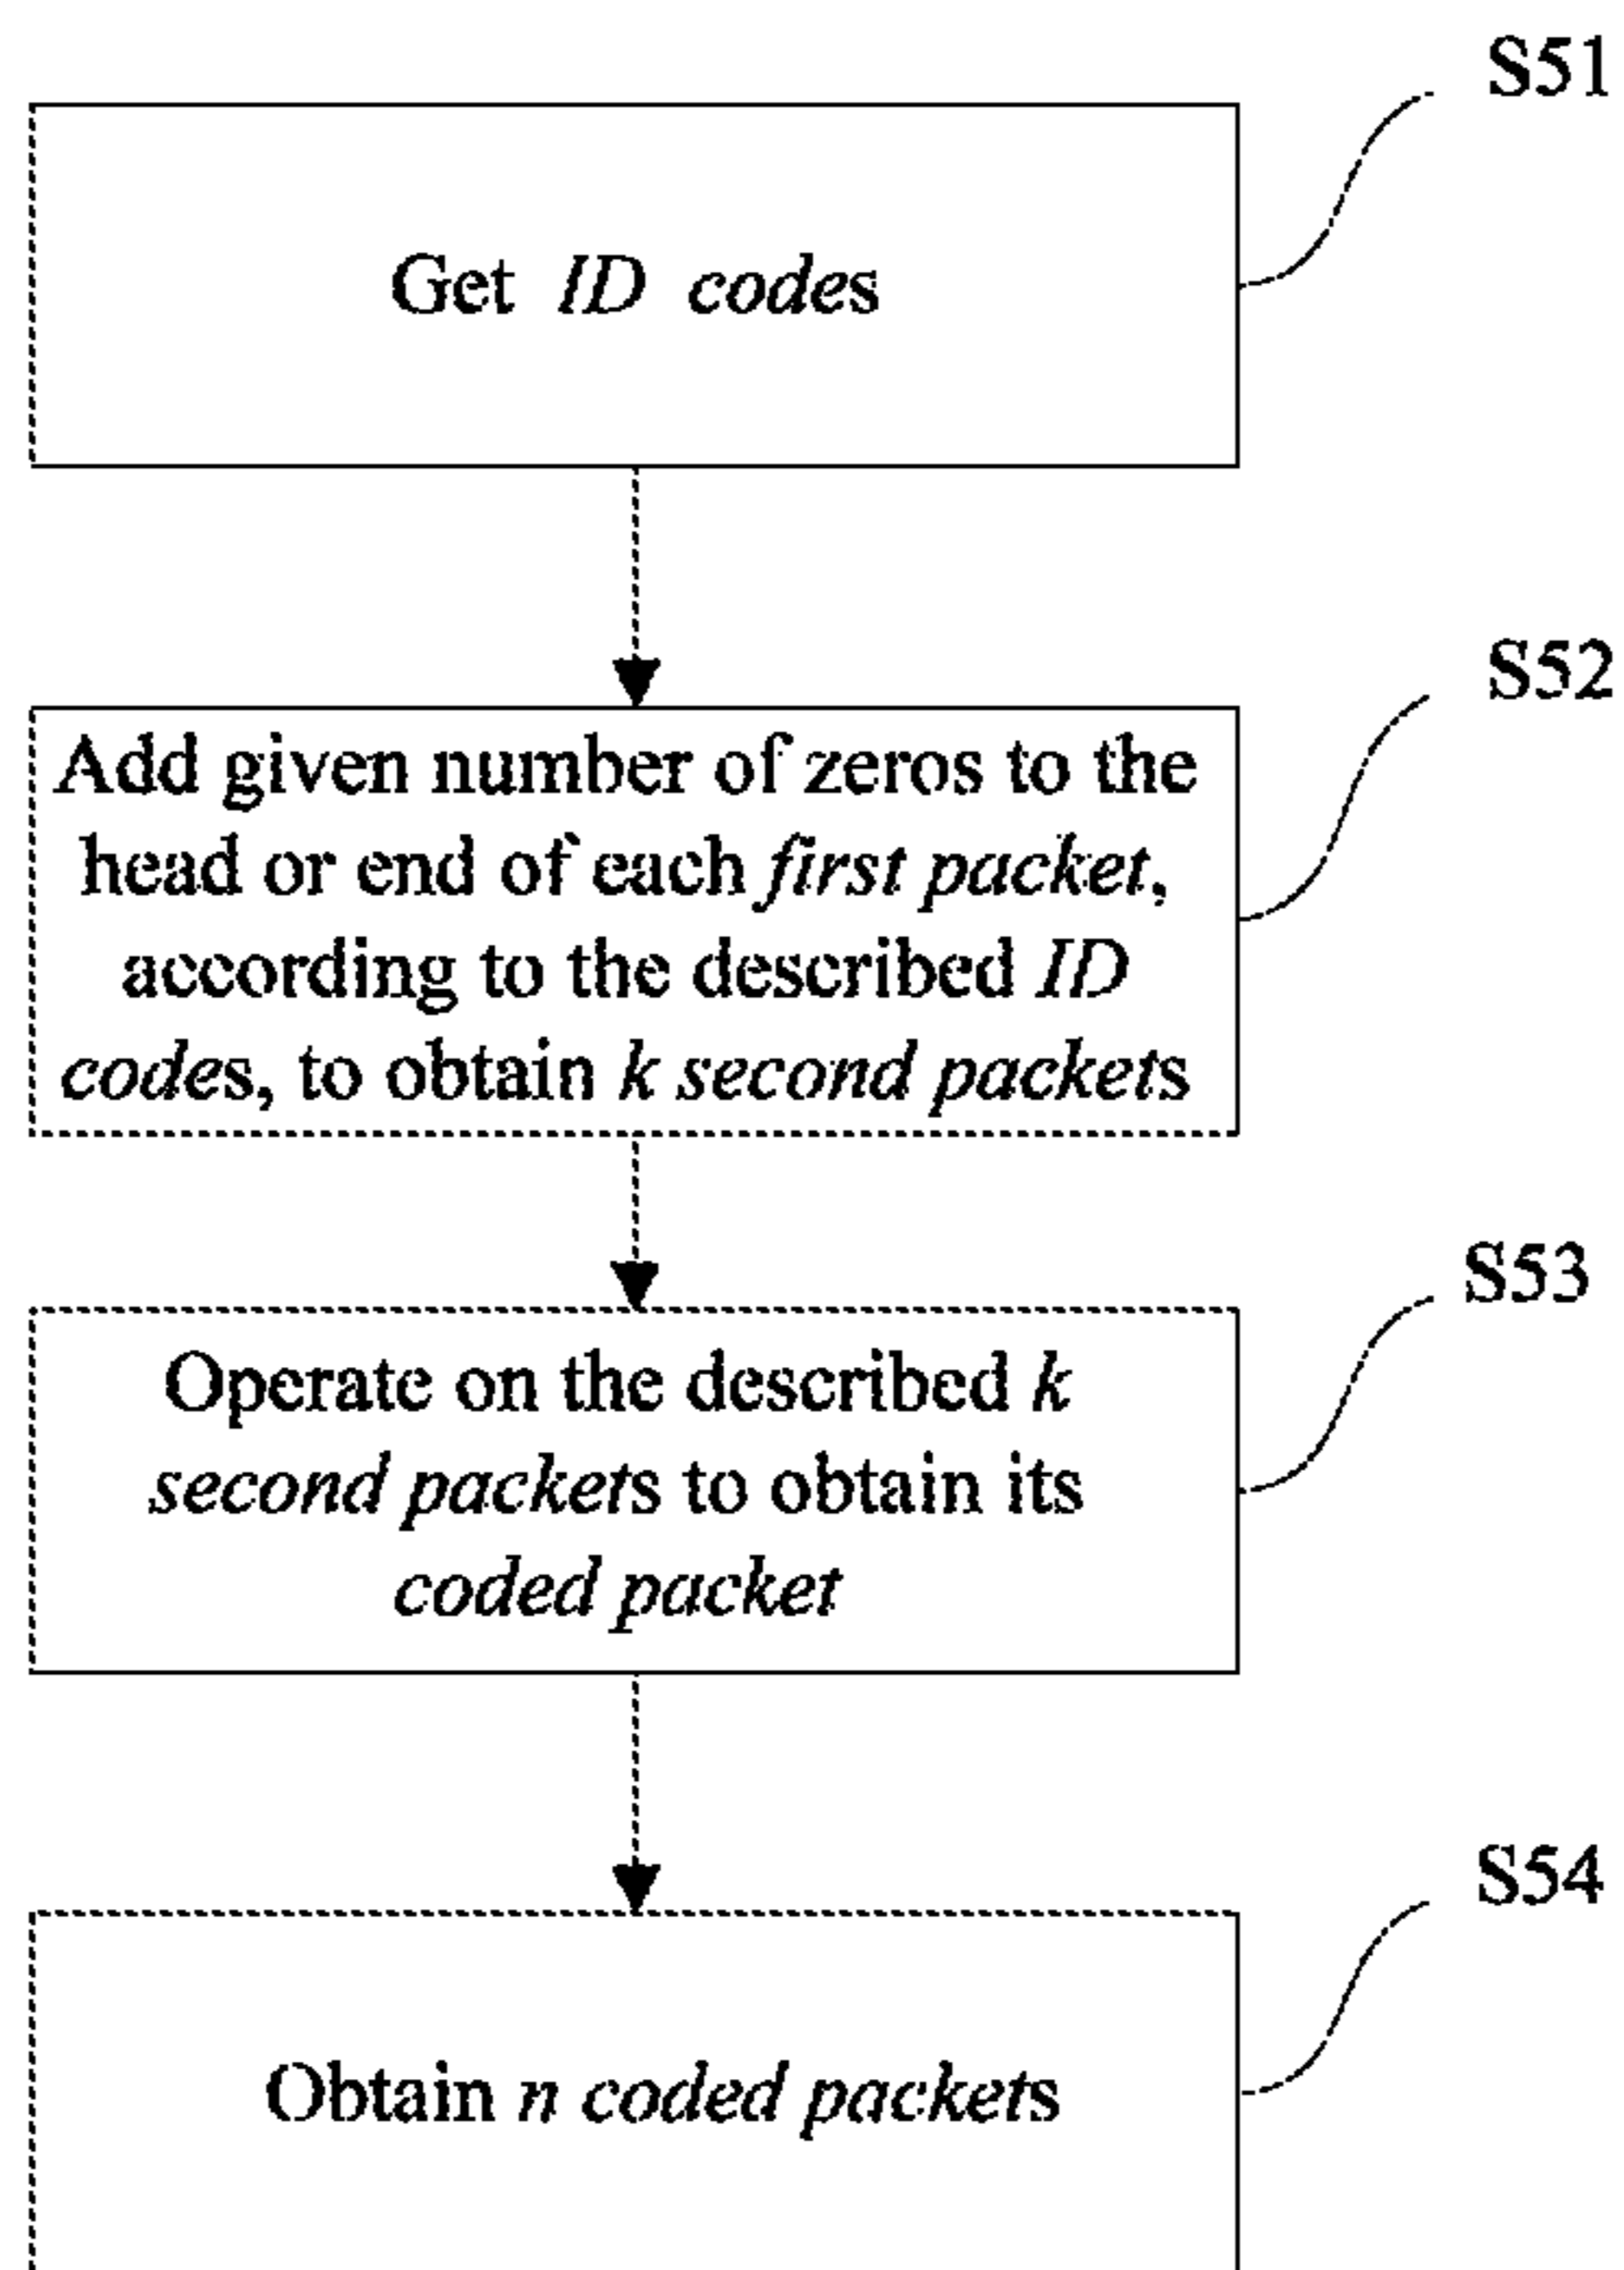 S51
Get ID codes
S52
Add given number of zeros to the
head or end of each first packet,
according to the described ID
codes, to obtain k second packets
S53
Operate on the described k
second packets to obtain its
coded packet
S54
Obtain n coded packets